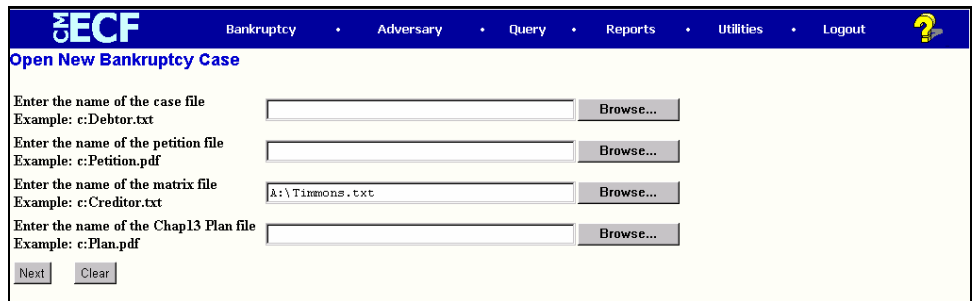 CM ECF Bankruptcy • Adversary • Query • Reports • Utilities • Logout ?
Open New Bankruptcy Case
Enter the name of the case file
Example: c:Debtor.txt
Browse...
Enter the name of the petition file
Example: c:Petition.pdf
Browse...
Enter the name of the matrix file
Example: c:Creditor.txt
A:\Timmons.txt
Browse...
Enter the name of the Chap13 Plan file
Example: c:Plan.pdf
Browse...
Next Clear